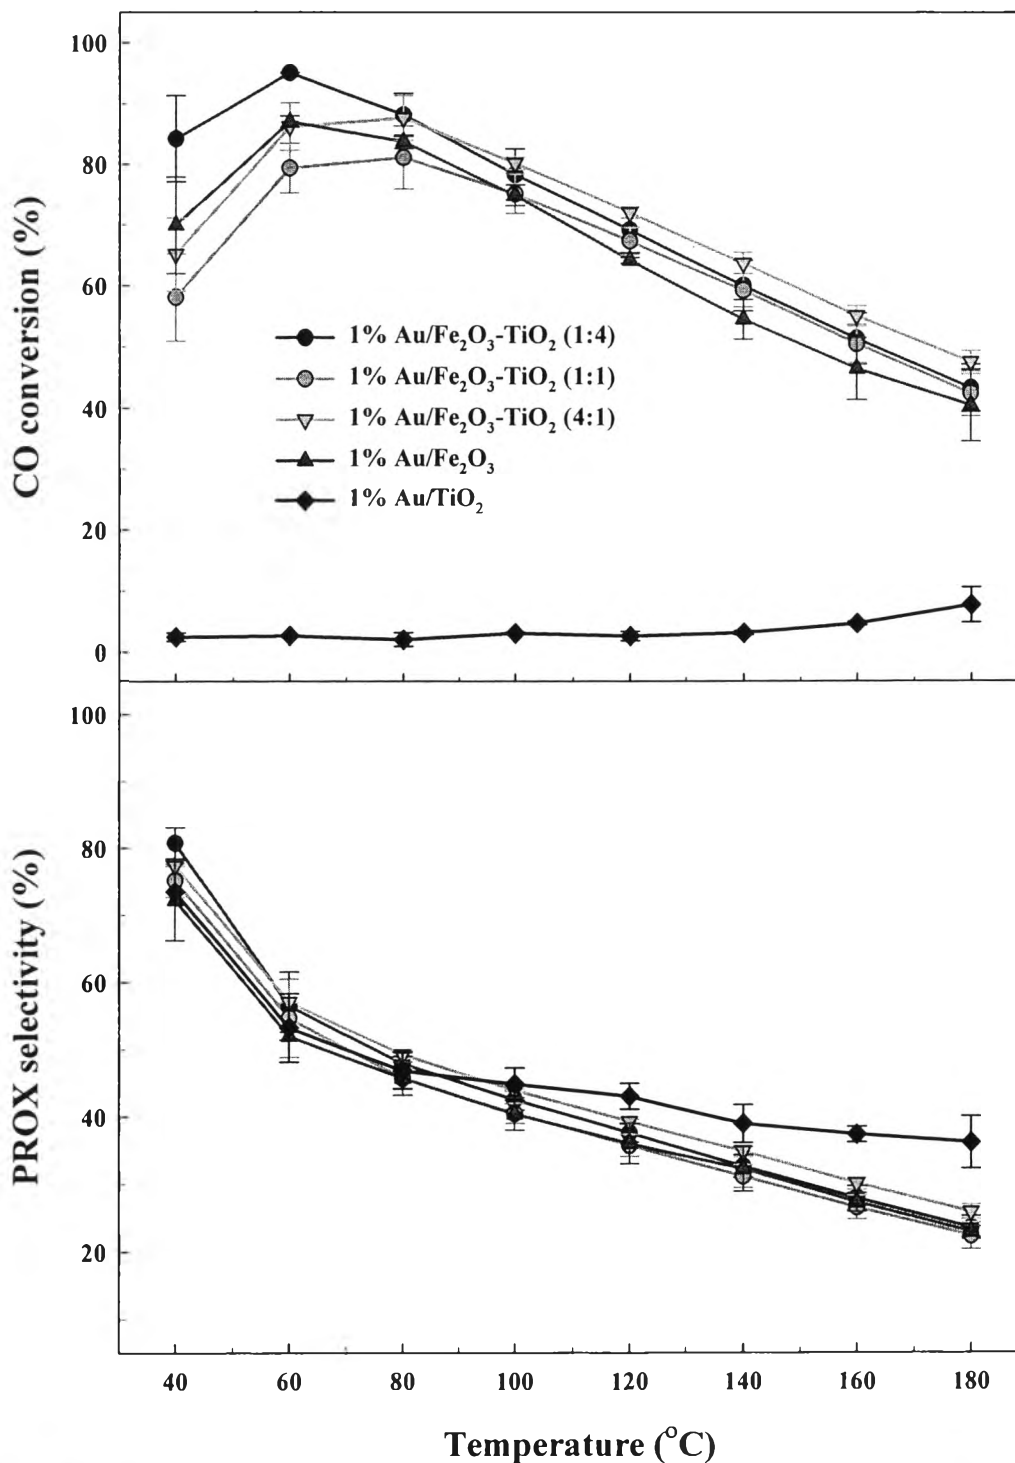 CO conversion (%)
100
80
60
40
20
0
1% Au/Fe₂O₃-TiO₂ (1:4)
1% Au/Fe₂O₃-TiO₂ (1:1)
1% Au/Fe₂O₃-TiO₂ (4:1)
1% Au/Fe₂O₃
1% Au/TiO₂
PROX selectivity (%)
100
80
60
40
20
40 60 80 100 120 140 160 180
Temperature (°C)